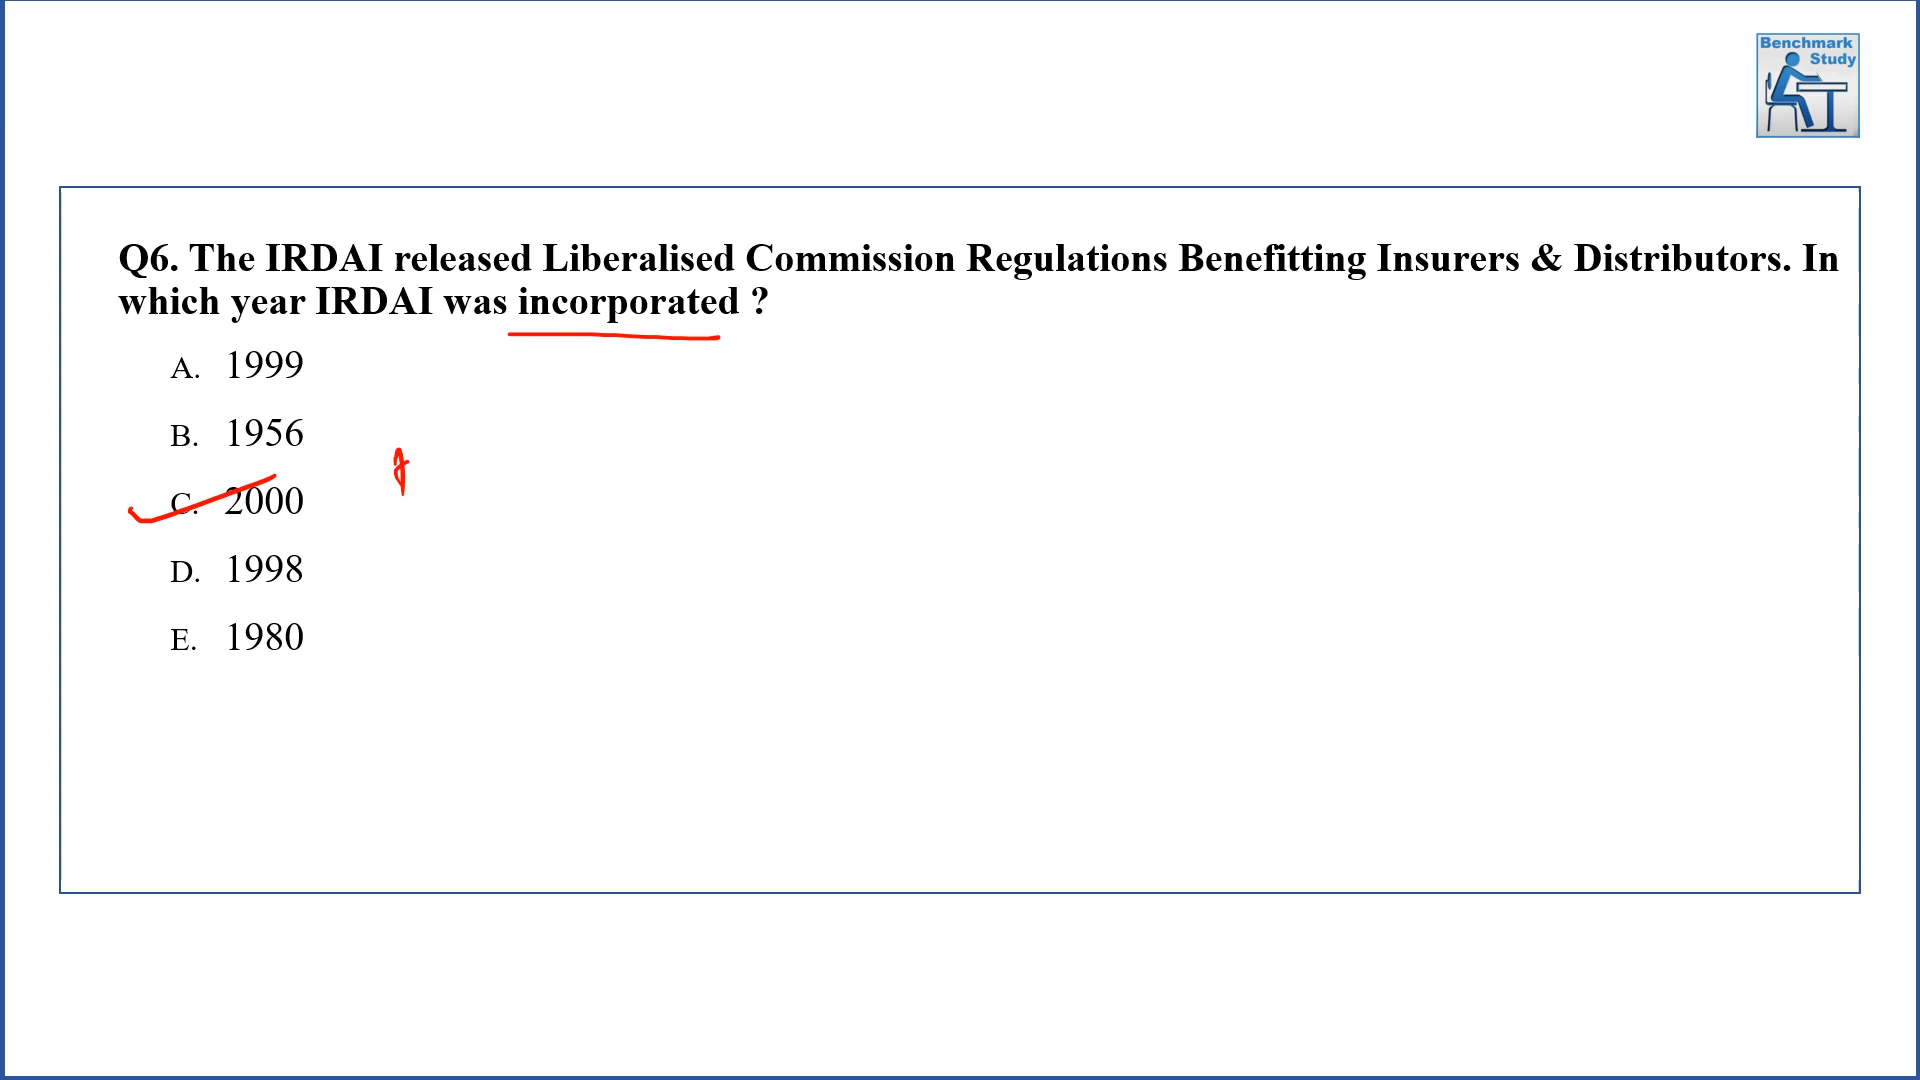 Benchmark
Study
Q6. The IRDAI released Liberalised Commission Regulations Benefitting Insurers & Distributors. In
which year IRDAI was incorporated ?
A. 1999
B. 1956
C. 2000
D. 1998
E. 1980